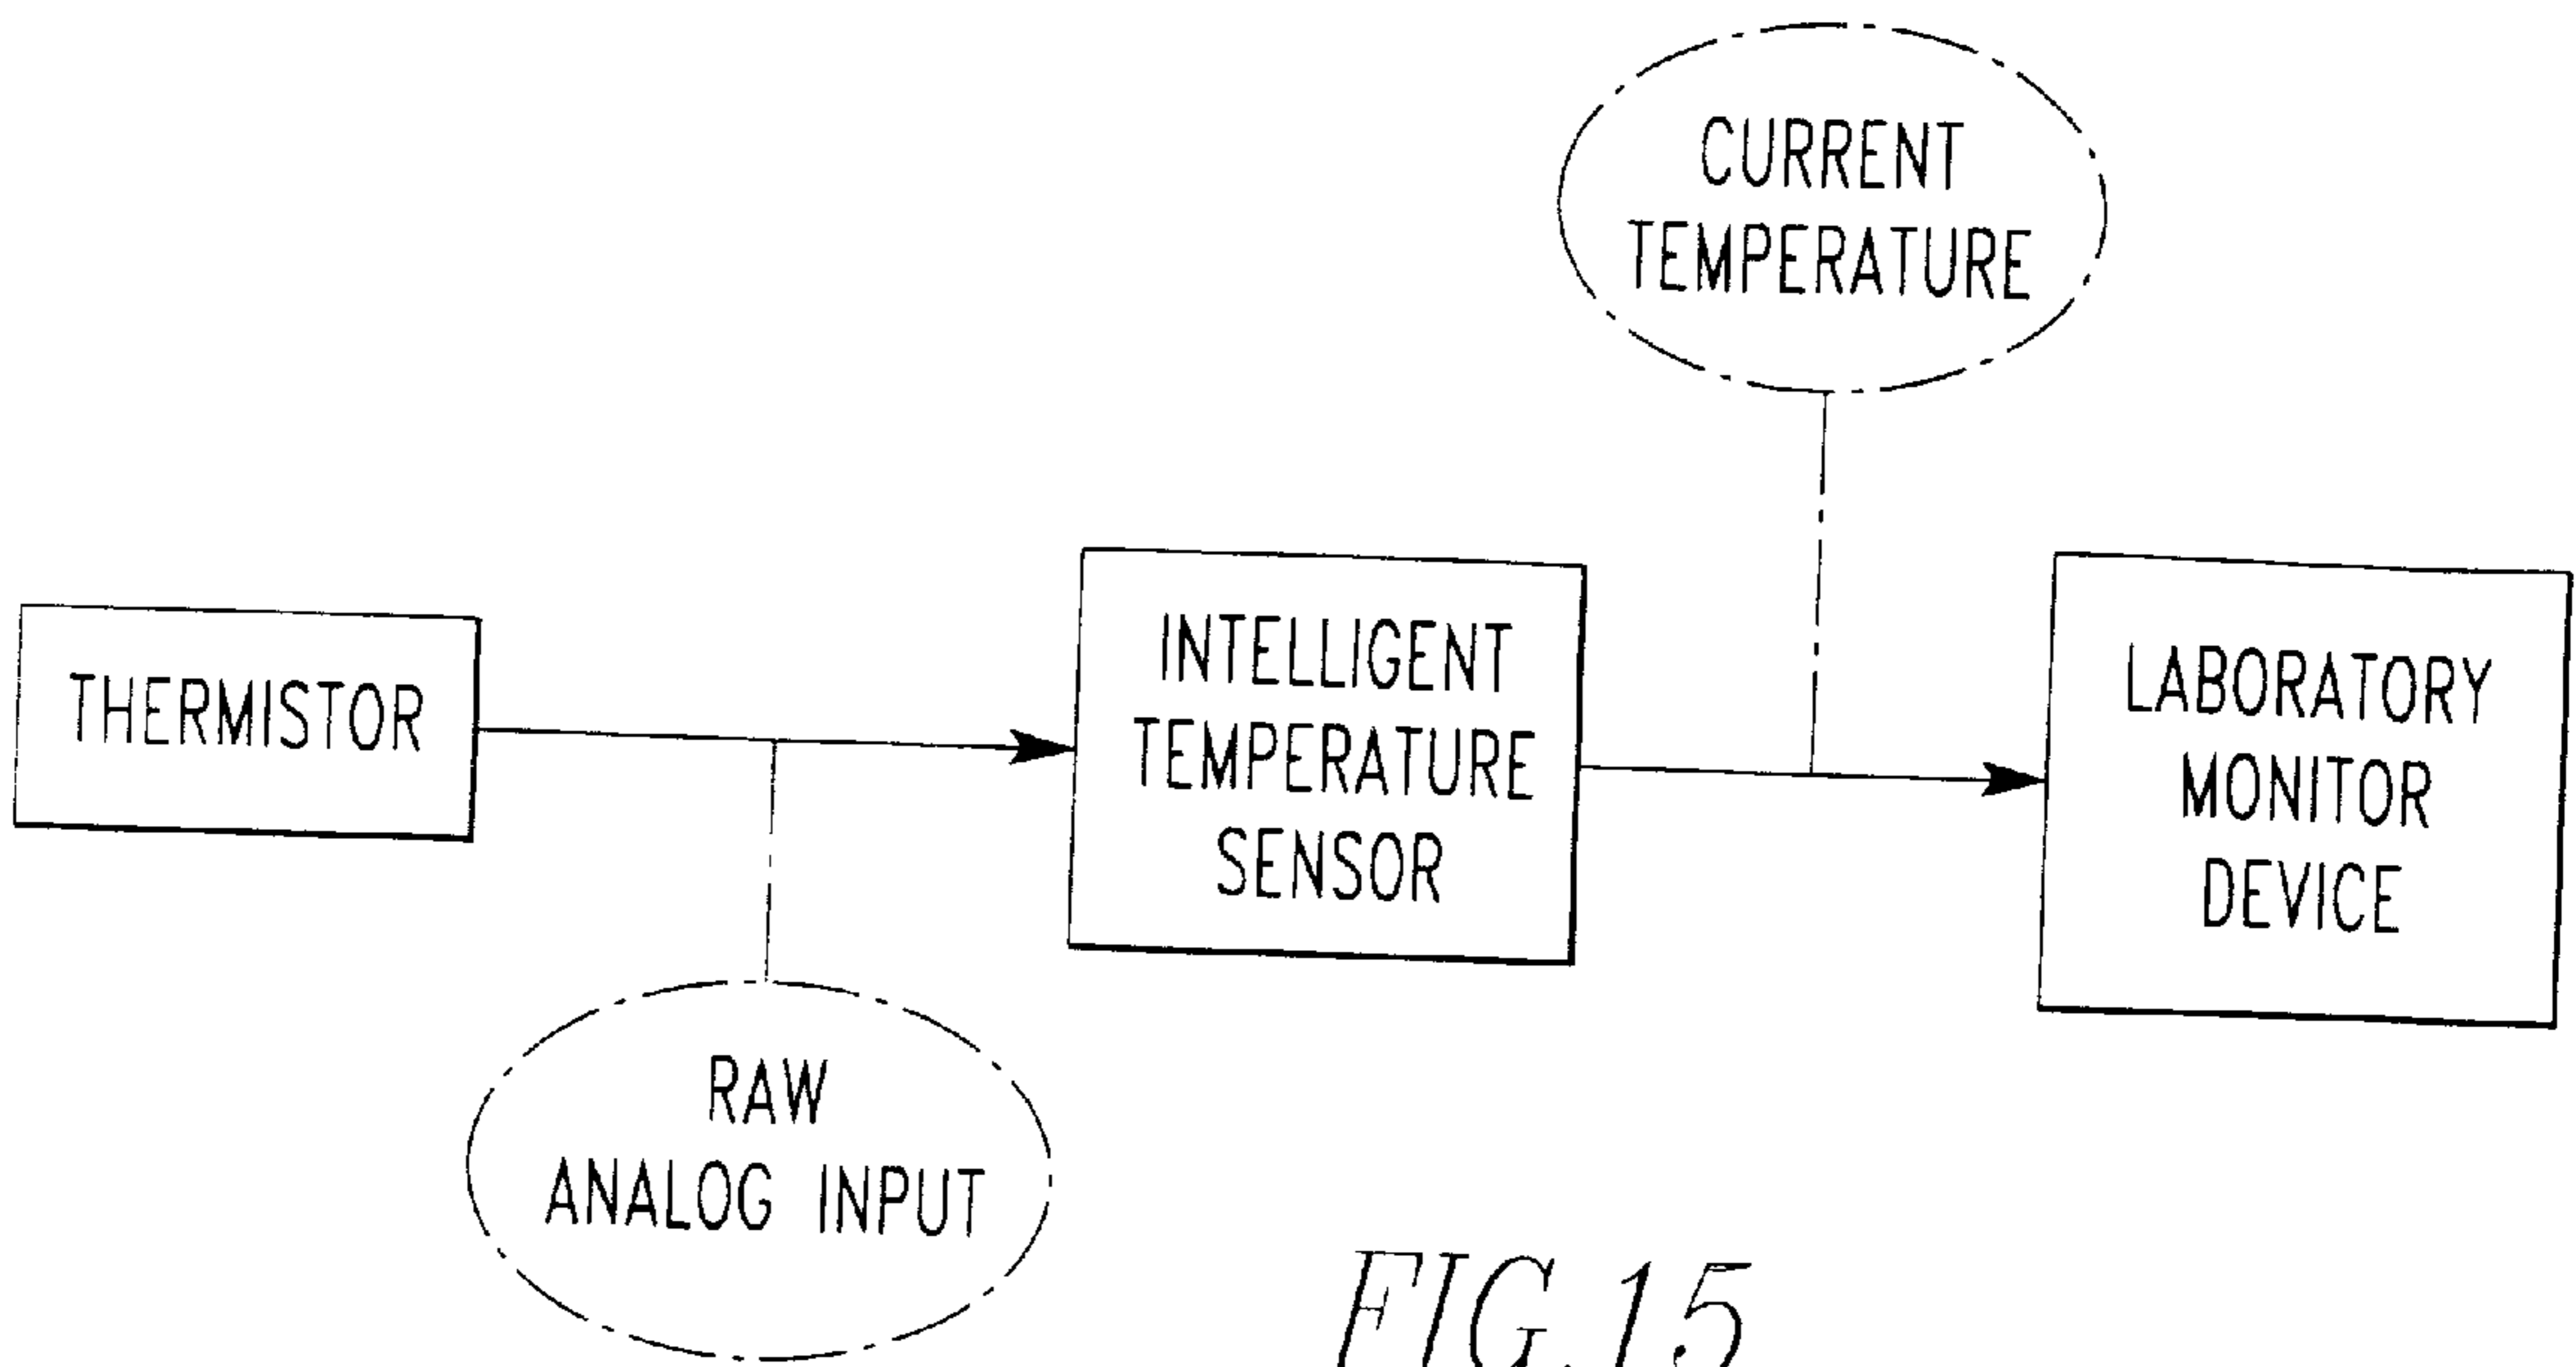 CURRENT
TEMPERATURE
THERMISTOR
INTELLIGENT
TEMPERATURE
SENSOR
LABORATORY
MONITOR
DEVICE
RAW
ANALOG INPUT
FIG.15